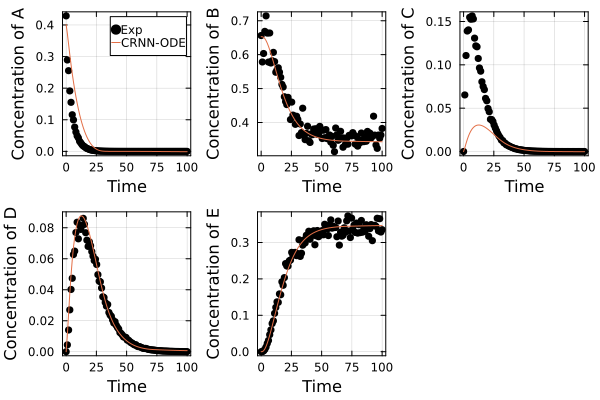 Concentration of A
0.4
0.3
0.2
0.1
0.0
Exp
CRNN-ODE
0 25 50 75 100
Time
Concentration of B
0.7
0.6
0.5
0.4
0 25 50 75 100
Time
Concentration of C
0.15
0.10
0.05
0.00
0 25 50 75 100
Time
Concentration of D
0.08
0.06
0.04
0.02
0.00
0 25 50 75 100
Time
Concentration of E
0.3
0.2
0.1
0.0
0 25 50 75 100
Time